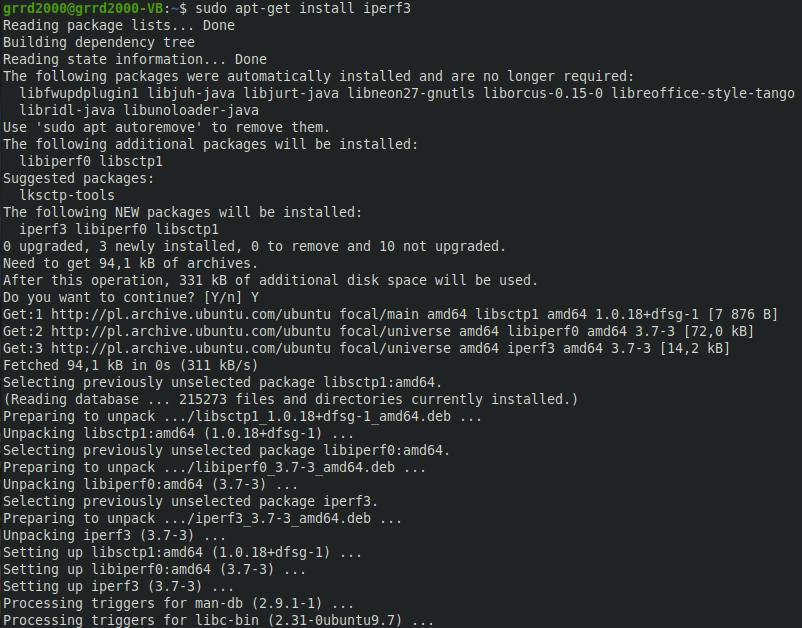 grrd2000@grrd2000-VB:~$ sudo apt-get install iperf3
Reading package lists... Done
Building dependency tree
Reading state information... Done
The following packages were automatically installed and are no longer required:
  libfwupdplugin1 libjuh-java libjurt-java libneon27-gnutls liborcus-0.15-0 libreoffice-style-tango
  libridl-java libunoloader-java
Use 'sudo apt autoremove' to remove them.
The following additional packages will be installed:
  libiperf0 libsctp1
Suggested packages:
  lksctp-tools
The following NEW packages will be installed:
  iperf3 libiperf0 libsctp1
0 upgraded, 3 newly installed, 0 to remove and 10 not upgraded.
Need to get 94,1 kB of archives.
After this operation, 331 kB of additional disk space will be used.
Do you want to continue? [Y/n] Y
Get:1 http://pl.archive.ubuntu.com/ubuntu focal/main amd64 libsctp1 amd64 1.0.18+dfsg-1 [7 876 B]
Get:2 http://pl.archive.ubuntu.com/ubuntu focal/universe amd64 libiperf0 amd64 3.7-3 [72,0 kB]
Get:3 http://pl.archive.ubuntu.com/ubuntu focal/universe amd64 iperf3 amd64 3.7-3 [14,2 kB]
Fetched 94,1 kB in 0s (311 kB/s)
Selecting previously unselected package libsctp1:amd64.
(Reading database ... 215273 files and directories currently installed.)
Preparing to unpack .../libsctp1_1.0.18+dfsg-1_amd64.deb ...
Unpacking libsctp1:amd64 (1.0.18+dfsg-1) ...
Selecting previously unselected package libiperf0:amd64.
Preparing to unpack .../libiperf0_3.7-3_amd64.deb ...
Unpacking libiperf0:amd64 (3.7-3) ...
Selecting previously unselected package iperf3.
Preparing to unpack .../iperf3_3.7-3_amd64.deb ...
Unpacking iperf3 (3.7-3) ...
Setting up libsctp1:amd64 (1.0.18+dfsg-1) ...
Setting up libiperf0:amd64 (3.7-3) ...
Setting up iperf3 (3.7-3) ...
Processing triggers for man-db (2.9.1-1) ...
Processing triggers for libc-bin (2.31-0ubuntu9.7) ...